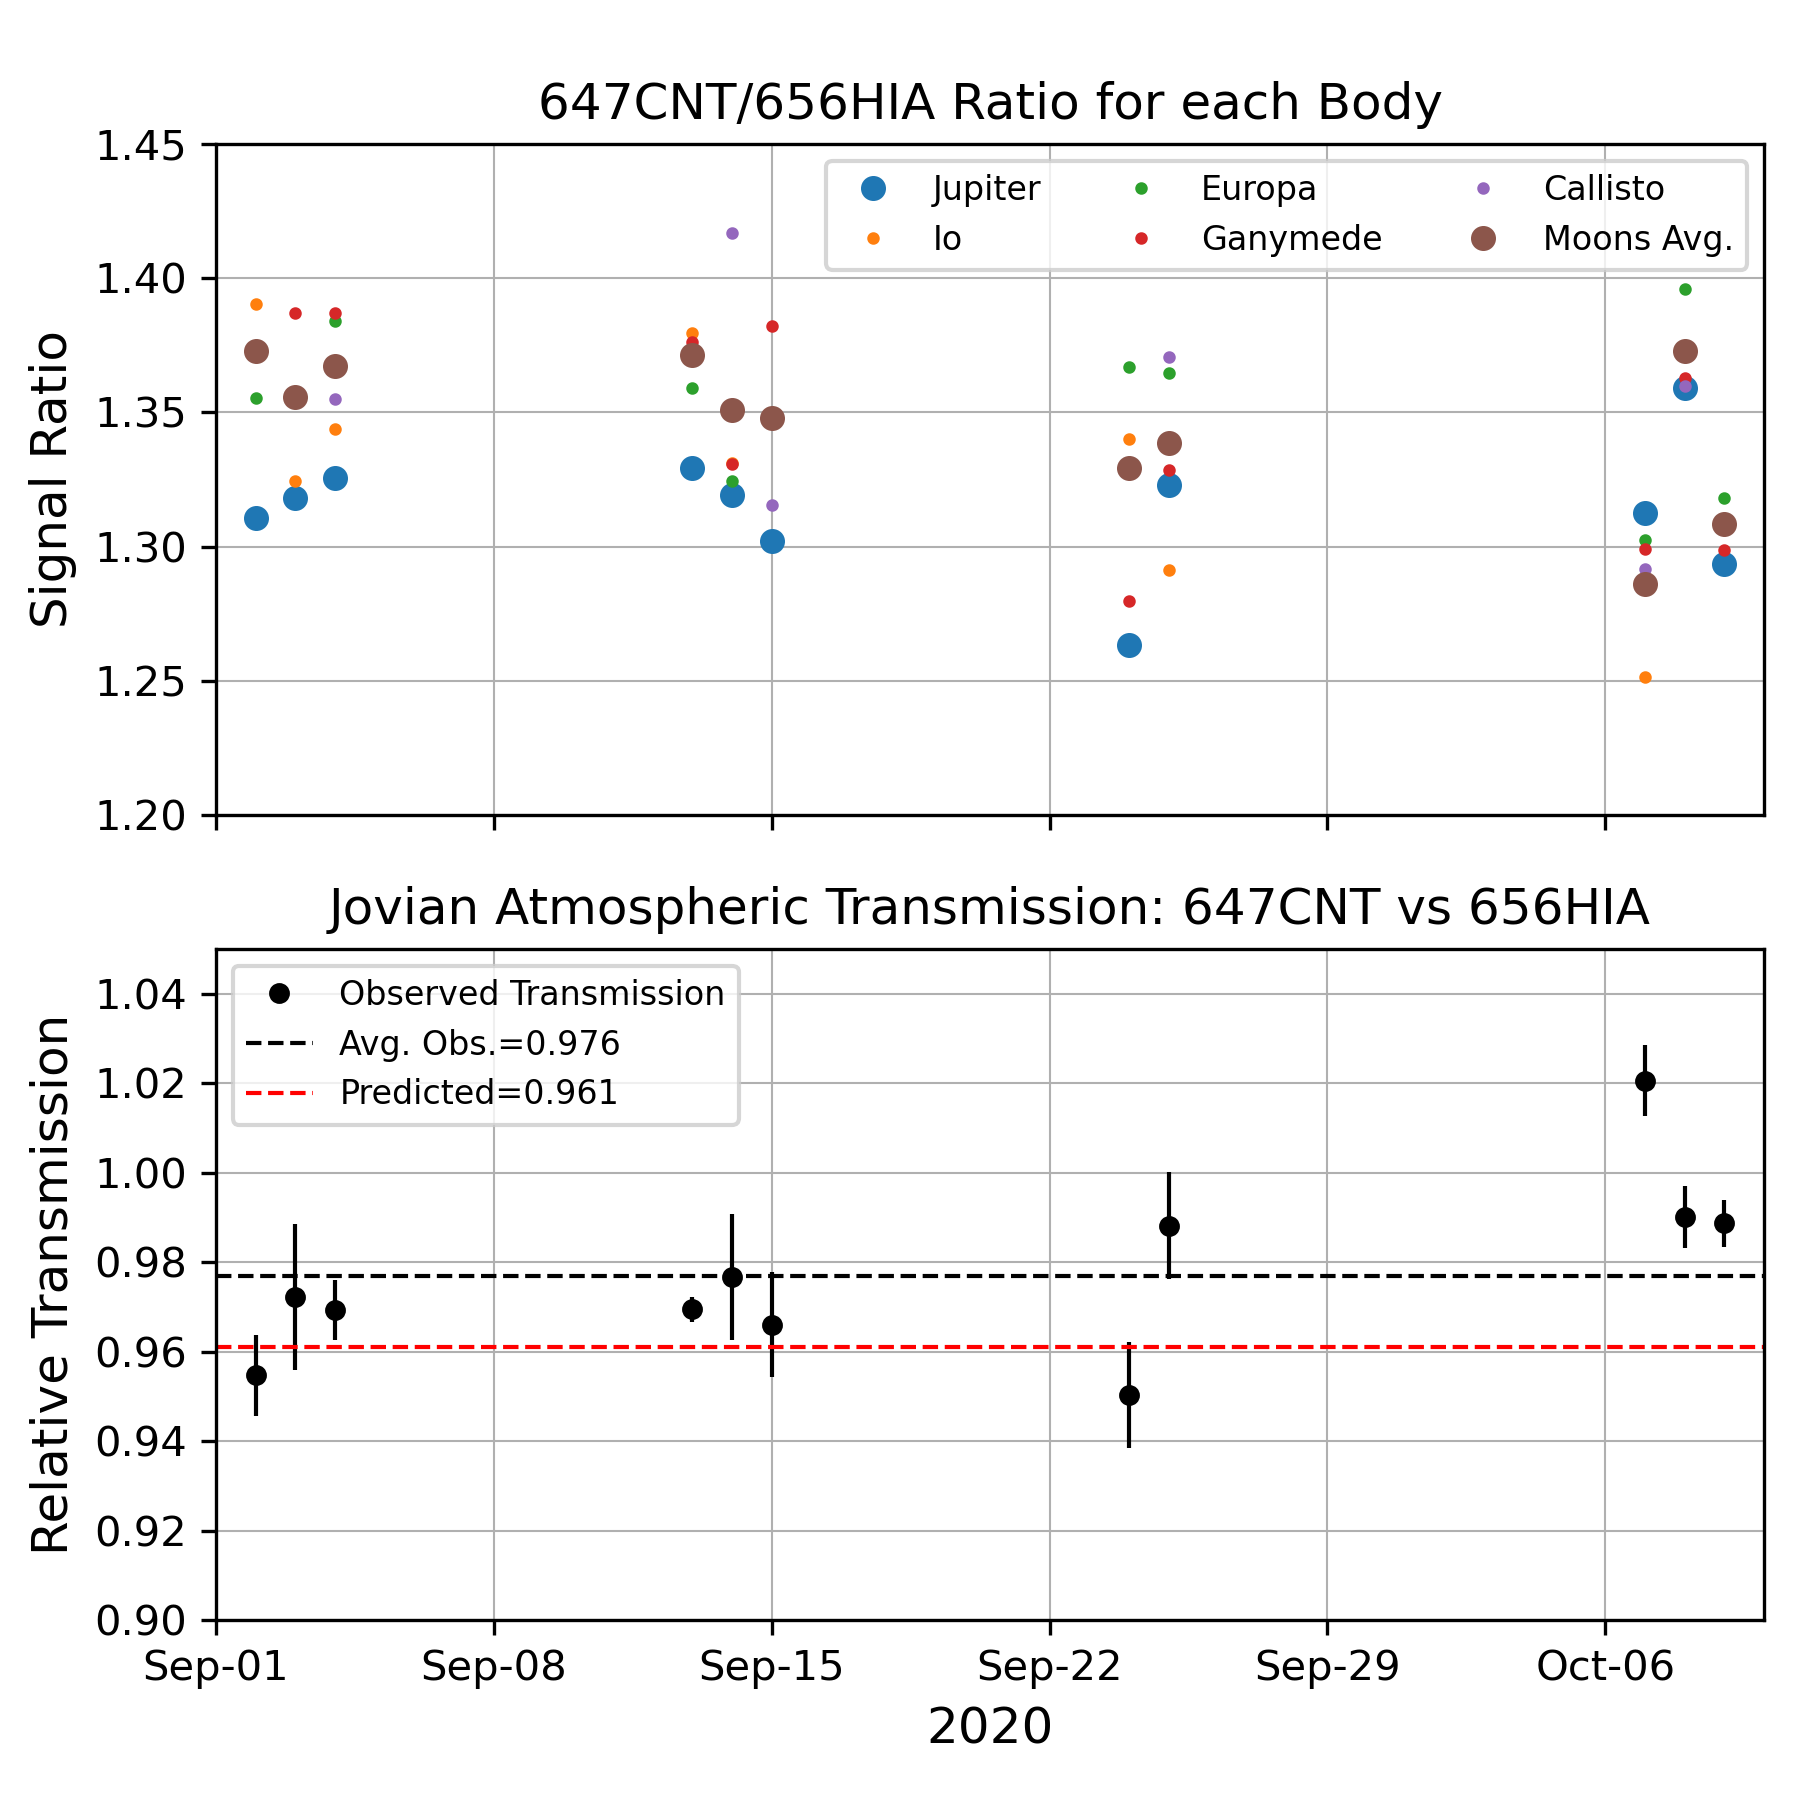 647CNT/656HIA Ratio for each Body
Signal Ratio
1.45
1.40
1.35
1.30
1.25
1.20
Jupiter
Io
Europa
Ganymede
Callisto
Moons Avg.
Jovian Atmospheric Transmission: 647CNT vs 656HIA
Relative Transmission
1.04
1.02
1.00
0.98
0.96
0.94
0.92
0.90
Observed Transmission
Avg. Obs.=0.976
Predicted=0.961
Sep-01 Sep-08 Sep-15 Sep-22 Sep-29 Oct-06
2020